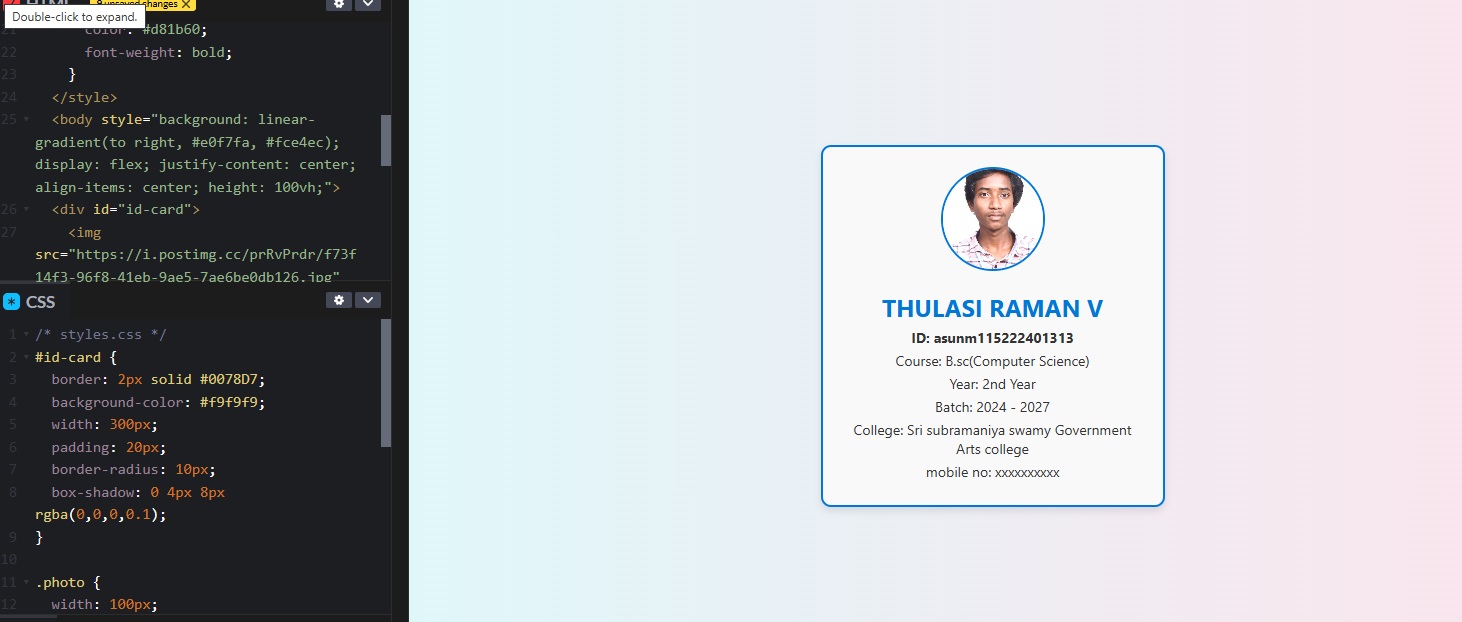 HTML
9 unsaved changes ✕
Double-click to expand.
21 color: #d81b60;
22 font-weight: bold;
23 }
24 </style>
25 <body style="background: linear-
gradient(to right, #e0f7fa, #fce4ec);
display: flex; justify-content: center;
align-items: center; height: 100vh;">
26 <div id="id-card">
27 <img
src="https://i.postimg.cc/prRvPrdr/f73f
14f3-96f8-41eb-9ae5-7ae6be0db126.jpg"
* CSS
1 /* styles.css */
2 #id-card {
3 border: 2px solid #0078D7;
4 background-color: #f9f9f9;
5 width: 300px;
6 padding: 20px;
7 border-radius: 10px;
8 box-shadow: 0 4px 8px
rgba(0,0,0,0.1);
9 }
10
11 .photo {
12 width: 100px;
THULASI RAMAN V
ID: asunm115222401313
Course: B.sc(Computer Science)
Year: 2nd Year
Batch: 2024 - 2027
College: Sri subramaniya swamy Government
Arts college
mobile no: xxxxxxxxxx